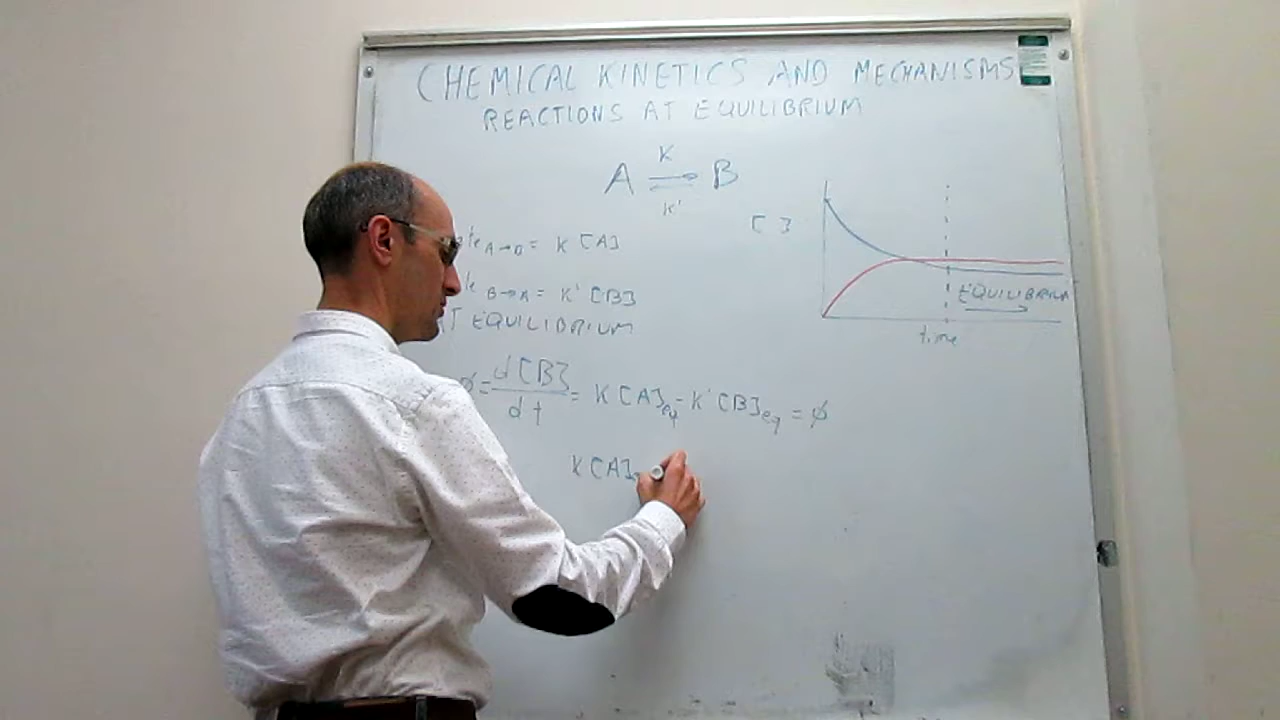 CHEMICAL KINETICS AND MECHANISMS
REACTIONS AT EQUILIBRIUM
K
A ⇌ B
K'
[ ]
A→B = K [A]
B→A = K' [B]
EQUILIBRIUM
time
T EQUILIBRIUM
ø = d[B] / dt = K [A]eq - K' [B]eq = ø
K [A]